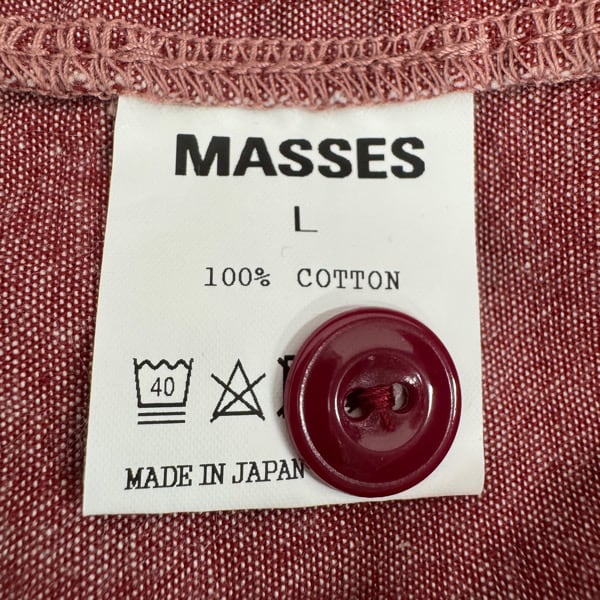 MASSES
L
100% COTTON
40
MADE IN JAPAN